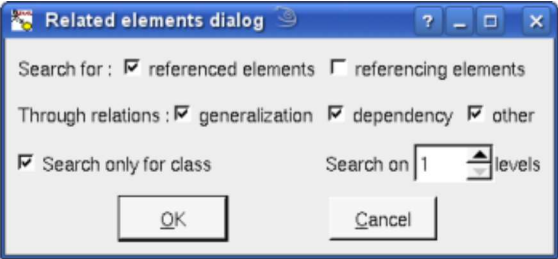 Related elements dialog ?
Search for : referenced elements referencing elements
Through relations : generalization dependency other
Search only for class Search on 1 levels
OK Cancel